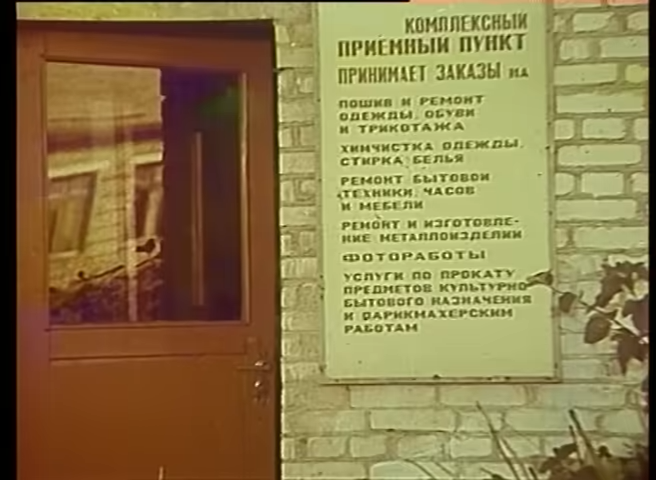 КОМПЛЕКСНЫЙ
ПРИЁМНЫЙ ПУНКТ
ПРИНИМАЕТ ЗАКАЗЫ НА
ПОШИВ И РЕМОНТ
ОДЕЖДЫ, ОБУВИ
И ТРИКОТАЖА
ХИМЧИСТКА ОДЕЖДЫ,
СТИРКА БЕЛЬЯ
РЕМОНТ БЫТОВОЙ
ТЕХНИКИ, ЧАСОВ
И МЕБЕЛИ
РЕМОНТ И ИЗГОТОВЛЕ-
НИЕ МЕТАЛЛОИЗДЕЛИЙ
ФОТОРАБОТЫ
УСЛУГИ ПО ПРОКАТУ
ПРЕДМЕТОВ КУЛЬТУРНО
БЫТОВОГО НАЗНАЧЕНИЯ
И ПАРИКМАХЕРСКИМ
РАБОТАМ